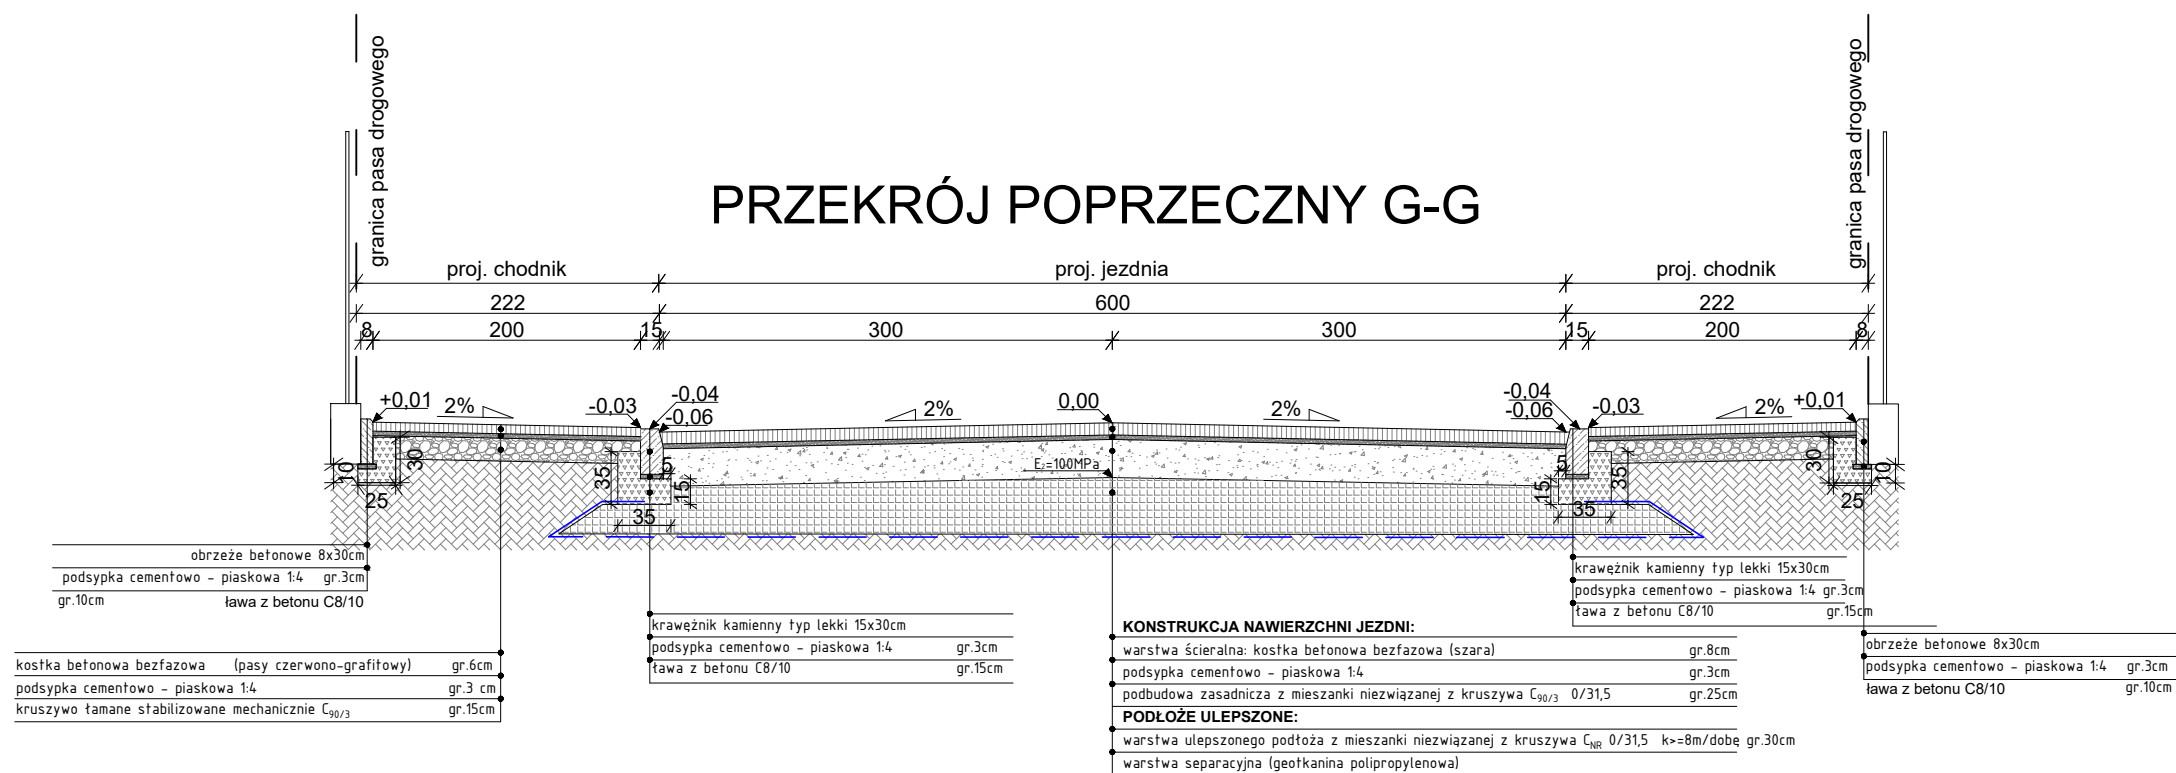 granica pasa drogowego
granica pasa drogowego
PRZEKRÓJ POPRZECZNY G-G
proj. chodnik proj. jezdnia proj. chodnik
222 600 222
8 200 15 300 300 15 200 8
+0,01 2% -0,03 -0,04 2% 0,00 2% -0,04 -0,03 2% +0,01
-0,06 -0,06
10 30 35 5 15 E₂=100MPa 5 15 35 30 10
25 35 35 25
obrzeże betonowe 8x30cm
podsypka cementowo - piaskowa 1:4 gr.3cm
gr.10cm ława z betonu C8/10
kostka betonowa bezfazowa (pasy czerwono-grafitowy) gr.6cm
podsypka cementowo - piaskowa 1:4 gr.3 cm
kruszywo łamane stabilizowane mechanicznie C90/3 gr.15cm
krawężnik kamienny typ lekki 15x30cm
podsypka cementowo - piaskowa 1:4 gr.3cm
ława z betonu C8/10 gr.15cm
KONSTRUKCJA NAWIERZCHNI JEZDNI:
warstwa ścieralna: kostka betonowa bezfazowa (szara) gr.8cm
podsypka cementowo - piaskowa 1:4 gr.3cm
podbudowa zasadnicza z mieszanki niezwiązanej z kruszywa C90/3 0/31,5 gr.25cm
PODŁOŻE ULEPSZONE:
warstwa ulepszonego podłoża z mieszanki niezwiązanej z kruszywa CNR 0/31,5 k>=8m/dobę gr.30cm
warstwa separacyjna (geotkanina polipropylenowa)
krawężnik kamienny typ lekki 15x30cm
podsypka cementowo - piaskowa 1:4 gr.3cm
ława z betonu C8/10 gr.15cm
obrzeże betonowe 8x30cm
podsypka cementowo - piaskowa 1:4 gr.3cm
ława z betonu C8/10 gr.10cm